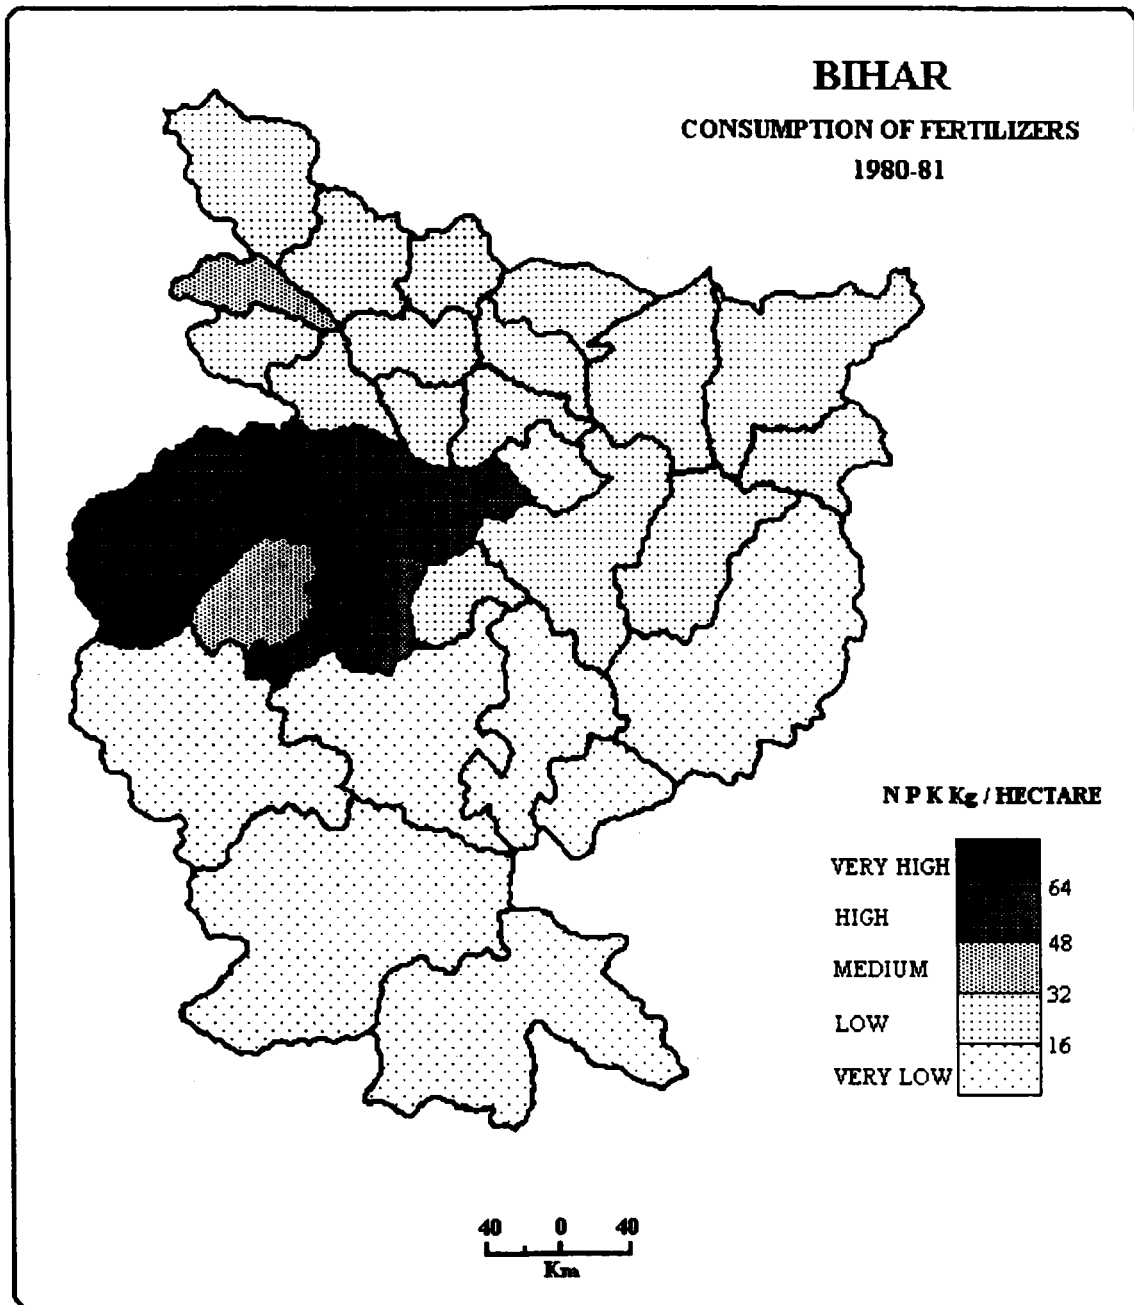 BIHAR
CONSUMPTION OF FERTILIZERS
1980-81
N P K Kg / HECTARE
VERY HIGH
64
HIGH
48
MEDIUM
32
LOW
16
VERY LOW
40 0 40
Km